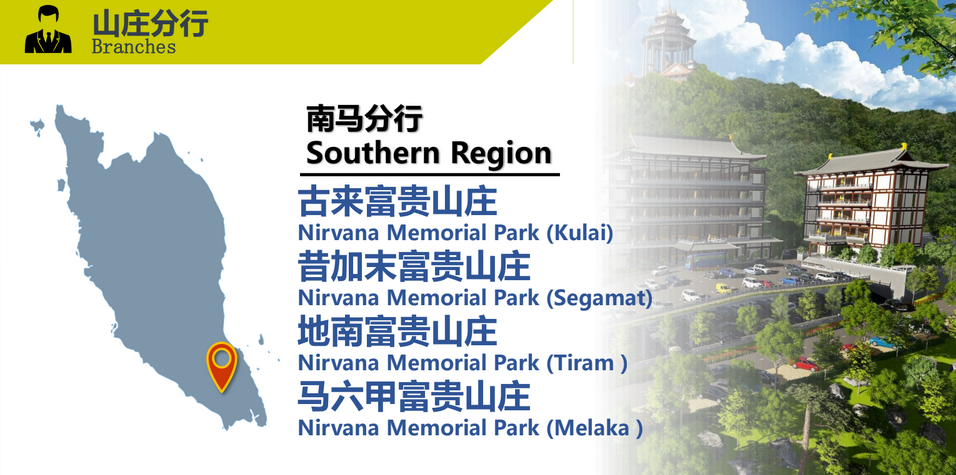 山庄分行
Branches
南马分行
Southern Region
古来富贵山庄
Nirvana Memorial Park (Kulai)
昔加末富贵山庄
Nirvana Memorial Park (Segamat)
地南富贵山庄
Nirvana Memorial Park (Tiram )
马六甲富贵山庄
Nirvana Memorial Park (Melaka )